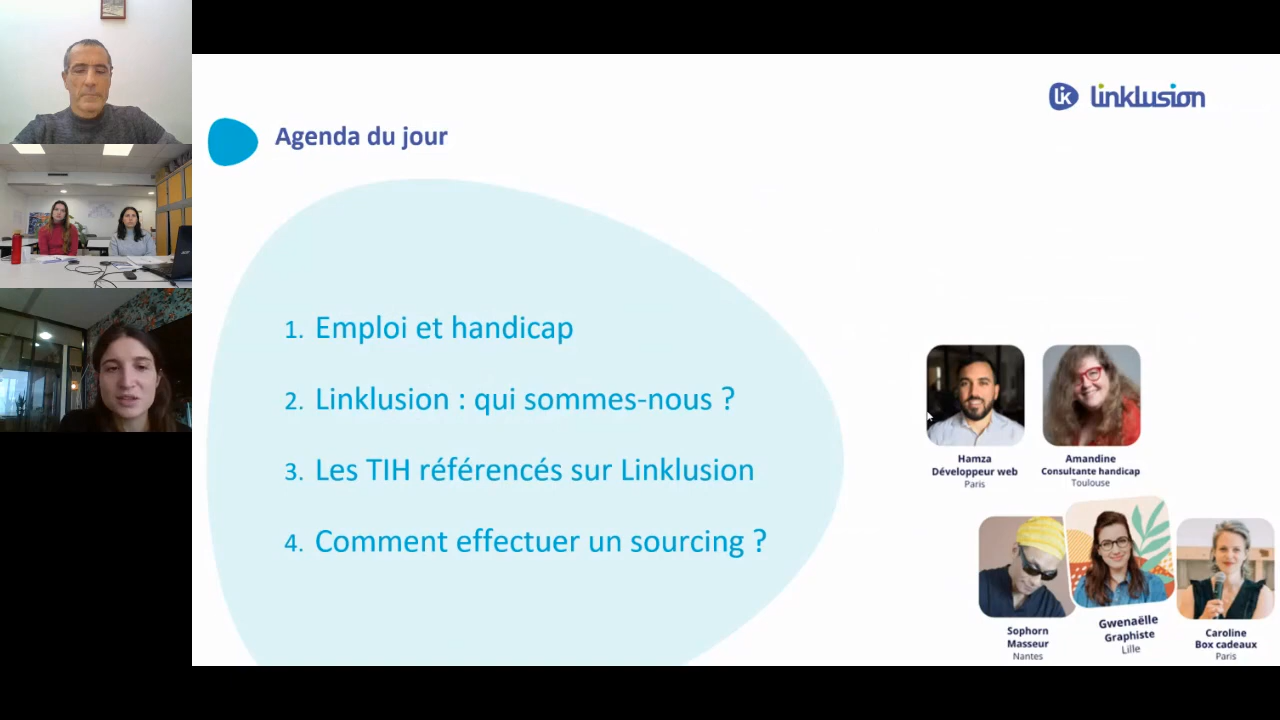 linklusion
Agenda du jour
1. Emploi et handicap
2. Linklusion : qui sommes-nous ?
3. Les TIH référencés sur Linklusion
4. Comment effectuer un sourcing ?
Hamza
Développeur web
Paris
Amandine
Consultante handicap
Toulouse
Sophorn
Masseur
Nantes
Gwenaëlle
Graphiste
Lille
Caroline
Box cadeaux
Paris